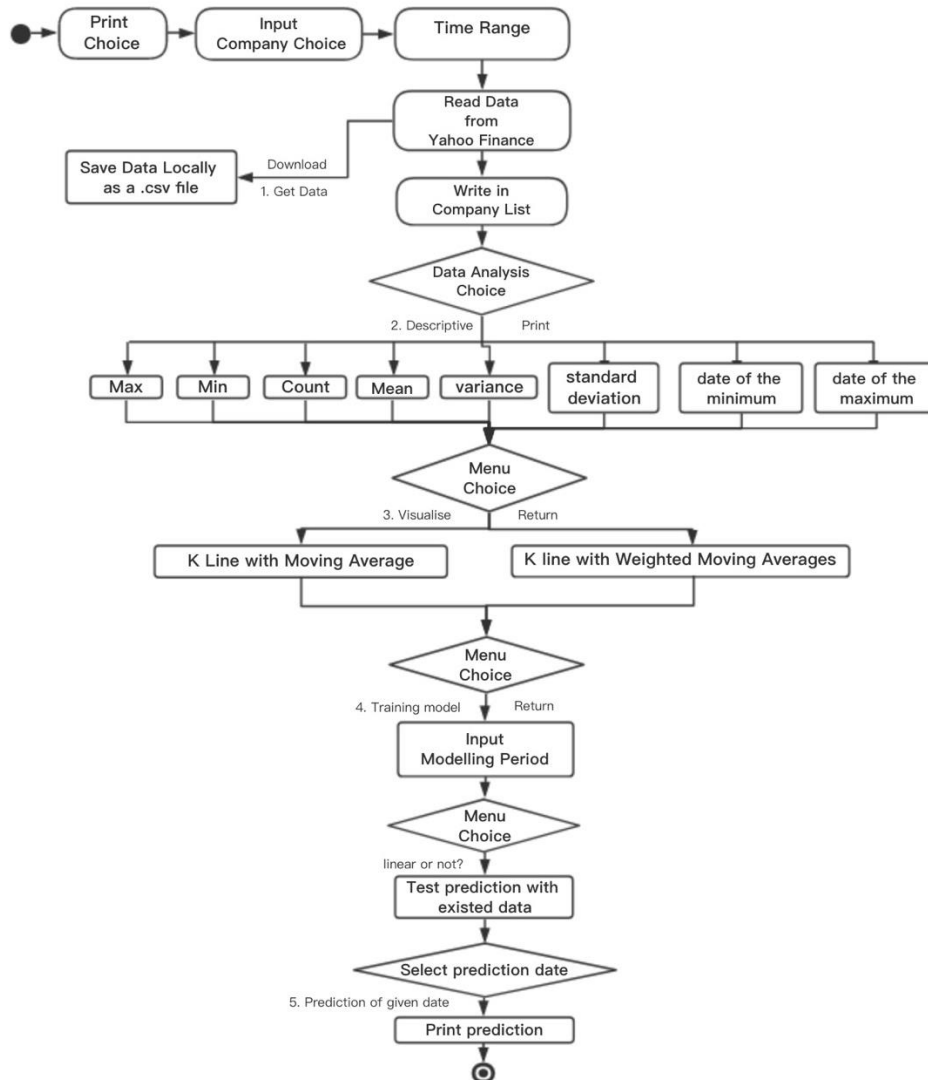 Print
Choice
Input
Company Choice
Time Range
Read Data
from
Yahoo Finance
Download
Save Data Locally
as a .csv file
1. Get Data
Write in
Company List
Data Analysis
Choice
2. Descriptive
Print
Max
Min
Count
Mean
variance
standard
deviation
date of the
minimum
date of the
maximum
Menu
Choice
3. Visualise
Return
K Line with Moving Average
K line with Weighted Moving Averages
Menu
Choice
4. Training model
Return
Input
Modelling Period
Menu
Choice
linear or not?
Test prediction with
existed data
Select prediction date
5. Prediction of given date
Print prediction